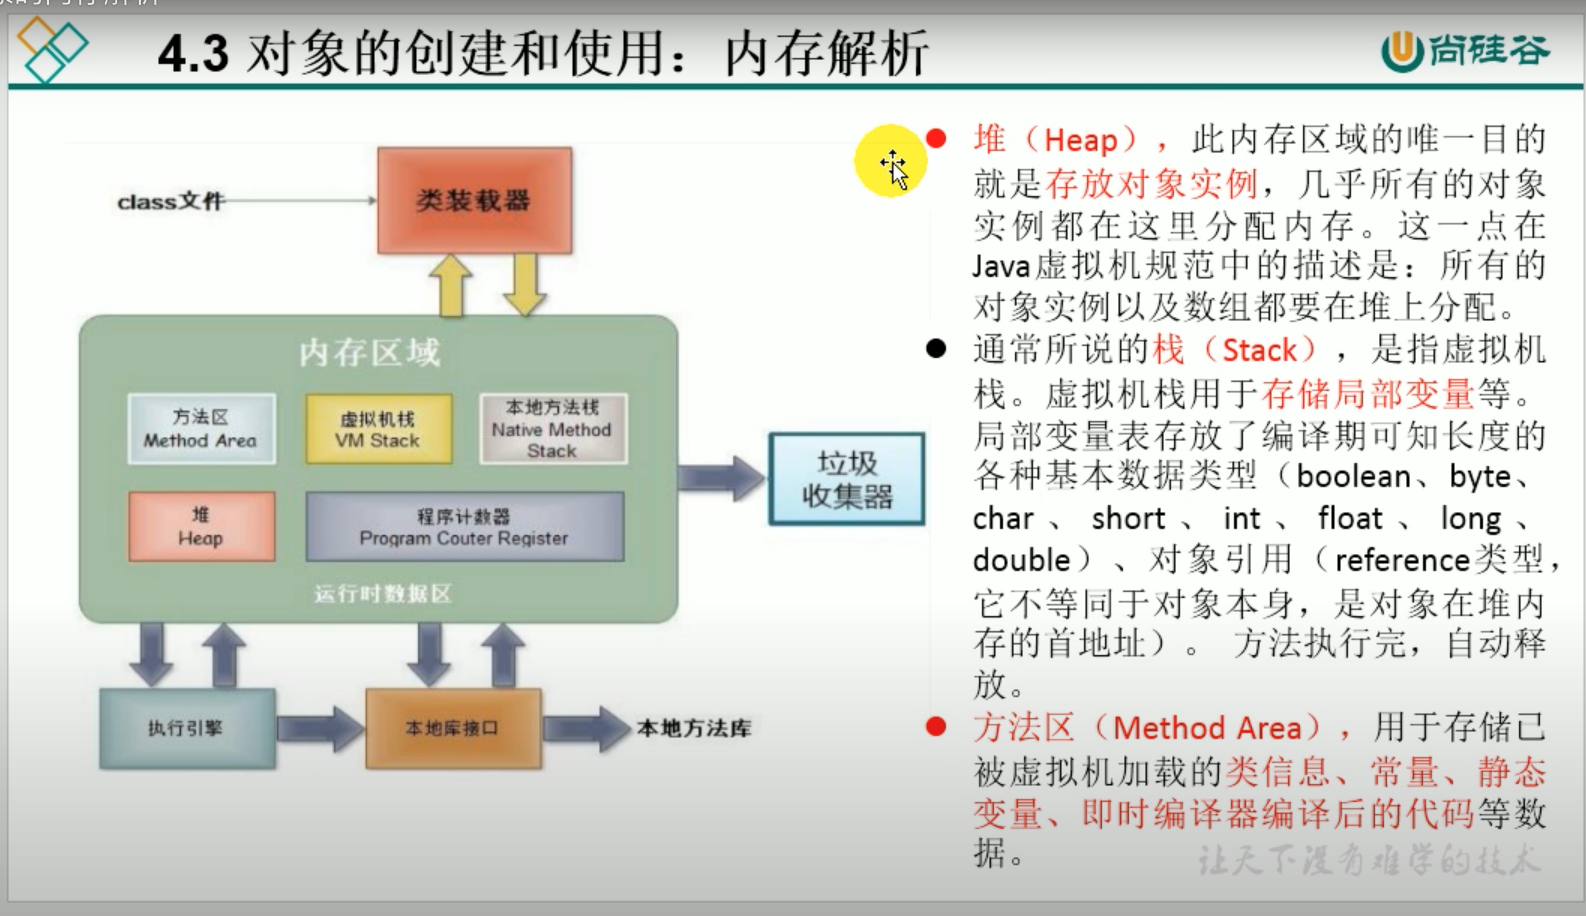 4.3 对象的创建和使用：内存解析
尚硅谷
class文件
类装载器
内存区域
方法区
Method Area
虚拟机栈
VM Stack
本地方法栈
Native Method
Stack
堆
Heap
程序计数器
Program Couter Register
运行时数据区
垃圾
收集器
执行引擎
本地库接口
本地方法库
堆（Heap），此内存区域的唯一目的
就是存放对象实例，几乎所有的对象
实例都在这里分配内存。这一点在
Java虚拟机规范中的描述是：所有的
对象实例以及数组都要在堆上分配。
通常所说的栈（Stack），是指虚拟机
栈。虚拟机栈用于存储局部变量等。
局部变量表存放了编译期可知长度的
各种基本数据类型（boolean、byte、
char 、 short 、 int 、 float 、 long 、
double）、对象引用（reference类型，
它不等同于对象本身，是对象在堆内
存的首地址）。 方法执行完，自动释
放。
方法区（Method Area），用于存储已
被虚拟机加载的类信息、常量、静态
变量、即时编译器编译后的代码等数
据。
让天下没有难学的技术